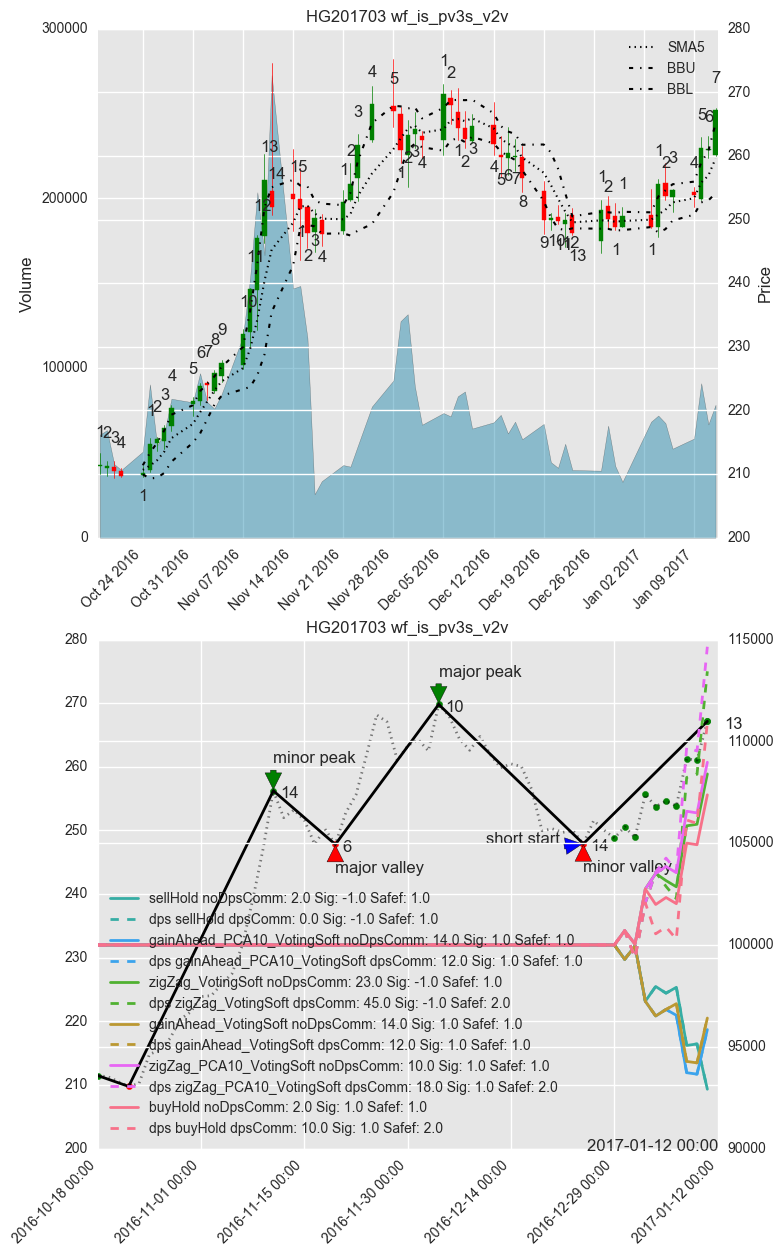 HG201703 wf_is_pv3s_v2v
300000
280
SMA5
BBU
BBL
270
200000
260
250
240
Volume
Price
100000
230
220
210
0
200
Oct 24 2016
Oct 31 2016
Nov 07 2016
Nov 14 2016
Nov 21 2016
Nov 28 2016
Dec 05 2016
Dec 12 2016
Dec 19 2016
Dec 26 2016
Jan 02 2017
Jan 09 2017
HG201703 wf_is_pv3s_v2v
280
115000
major peak
270
10
13
110000
minor peak
260
14
250
short start
6
14
105000
major valley
minor valley
240
sellHold noDpsComm: 2.0 Sig: -1.0 Safef: 1.0
dps sellHold dpsComm: 0.0 Sig: -1.0 Safef: 1.0
gainAhead_PCA10_VotingSoft noDpsComm: 14.0 Sig: 1.0 Safef: 1.0
100000
230
dps gainAhead_PCA10_VotingSoft dpsComm: 12.0 Sig: 1.0 Safef: 1.0
zigZag_VotingSoft noDpsComm: 23.0 Sig: -1.0 Safef: 1.0
dps zigZag_VotingSoft dpsComm: 45.0 Sig: -1.0 Safef: 2.0
220
gainAhead_VotingSoft noDpsComm: 14.0 Sig: 1.0 Safef: 1.0
dps gainAhead_VotingSoft dpsComm: 12.0 Sig: 1.0 Safef: 1.0
95000
zigZag_PCA10_VotingSoft noDpsComm: 10.0 Sig: 1.0 Safef: 1.0
210
dps zigZag_PCA10_VotingSoft dpsComm: 18.0 Sig: 1.0 Safef: 2.0
buyHold noDpsComm: 2.0 Sig: 1.0 Safef: 1.0
dps buyHold dpsComm: 10.0 Sig: 1.0 Safef: 2.0
200
2017-01-12 00:00
90000
2016-10-18 00:00
2016-11-01 00:00
2016-11-15 00:00
2016-11-30 00:00
2016-12-14 00:00
2016-12-29 00:00
2017-01-12 00:00